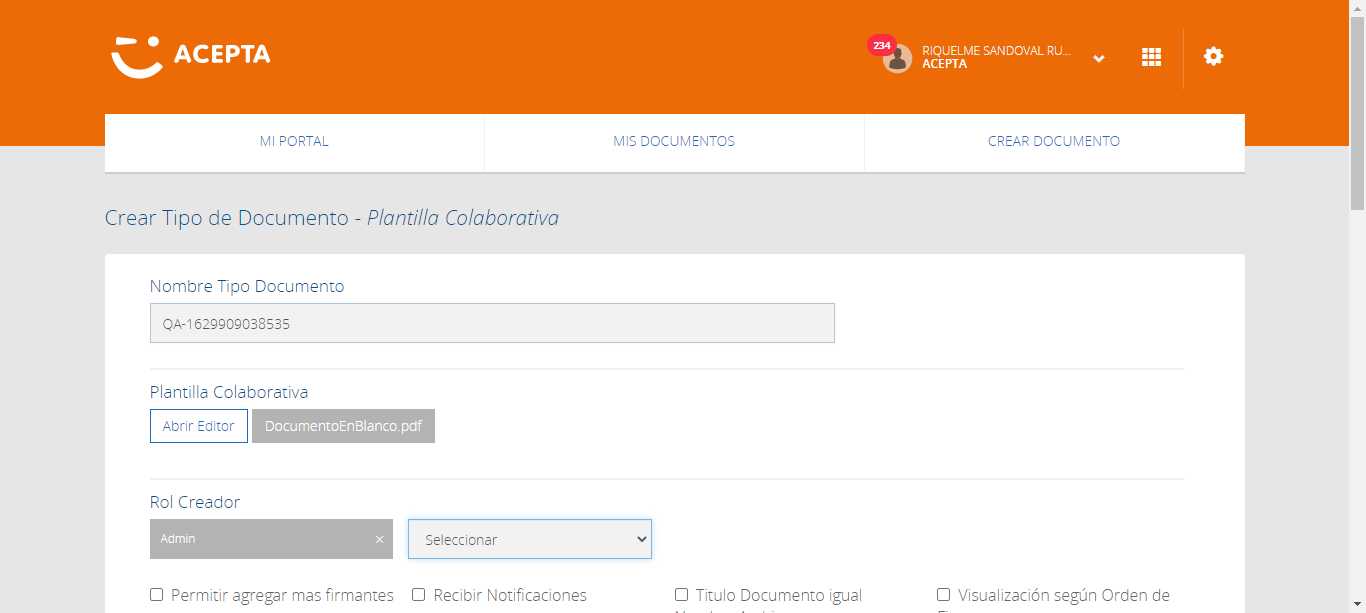 ACEPTA
234
RIQUELME SANDOVAL RU...
ACEPTA
MI PORTAL
MIS DOCUMENTOS
CREAR DOCUMENTO
Crear Tipo de Documento - Plantilla Colaborativa
Nombre Tipo Documento
QA-1629909038535
Plantilla Colaborativa
Abrir Editor
DocumentoEnBlanco.pdf
Rol Creador
Admin ×
Seleccionar
Permitir agregar mas firmantes
Recibir Notificaciones
Titulo Documento igual
Visualización según Orden de